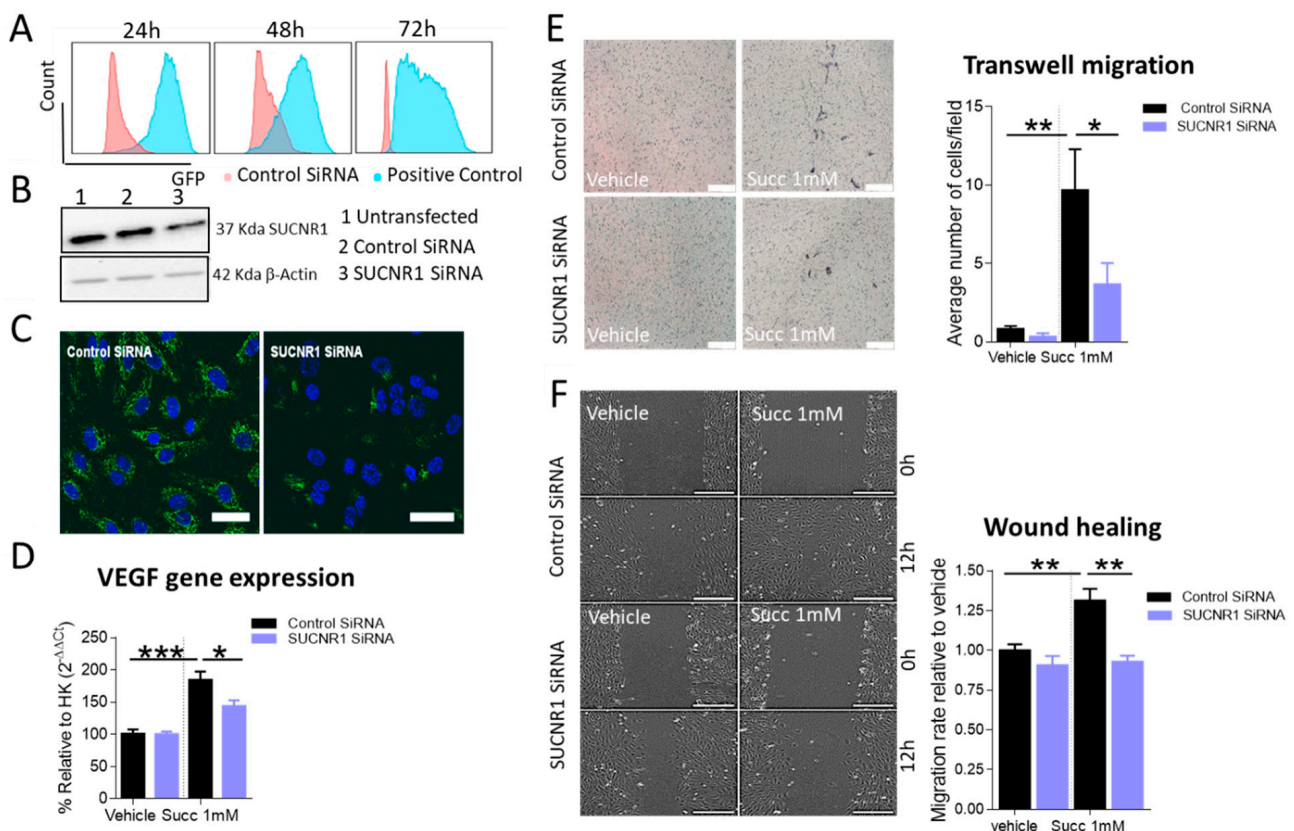 A
24h
48h
72h
Count
GFP
Control SiRNA
Positive Control
B
1
2
3
37 Kda SUCNR1
42 Kda β-Actin
1 Untransfected
2 Control SiRNA
3 SUCNR1 SiRNA
C
Control SiRNA
SUCNR1 SiRNA
D
VEGF gene expression
Control SiRNA
SUCNR1 SiRNA
% Relative to HK (2-ΔΔCt)
250
200
150
100
50
0
***
*
Vehicle Succ 1mM
E
Control SiRNA
SUCNR1 SiRNA
Vehicle
Succ 1mM
Vehicle
Succ 1mM
Transwell migration
Control SiRNA
SUCNR1 SiRNA
Average number of cells/field
15
10
5
0
**
*
Vehicle Succ 1mM
F
Control SiRNA
SUCNR1 SiRNA
Vehicle
Succ 1mM
0h
12h
Vehicle
Succ 1mM
0h
12h
Wound healing
Control SiRNA
SUCNR1 SiRNA
Migration rate relative to vehicle
1.50
1.25
1.00
0.75
0.50
0.25
0.00
**
**
vehicle Succ 1mM